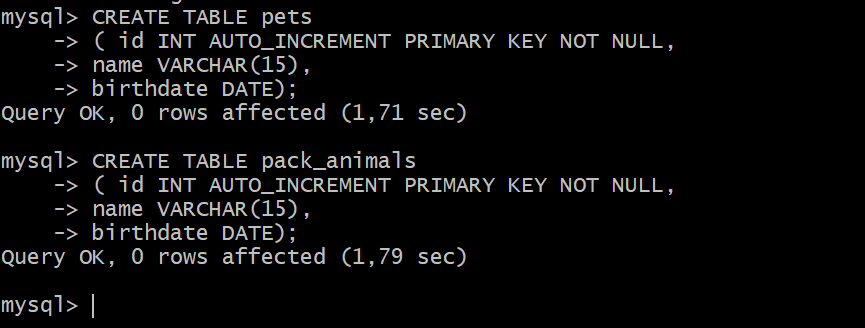 mysql> CREATE TABLE pets
-> ( id INT AUTO_INCREMENT PRIMARY KEY NOT NULL,
-> name VARCHAR(15),
-> birthdate DATE);
Query OK, 0 rows affected (1,71 sec)
mysql> CREATE TABLE pack_animals
-> ( id INT AUTO_INCREMENT PRIMARY KEY NOT NULL,
-> name VARCHAR(15),
-> birthdate DATE);
Query OK, 0 rows affected (1,79 sec)
mysql>